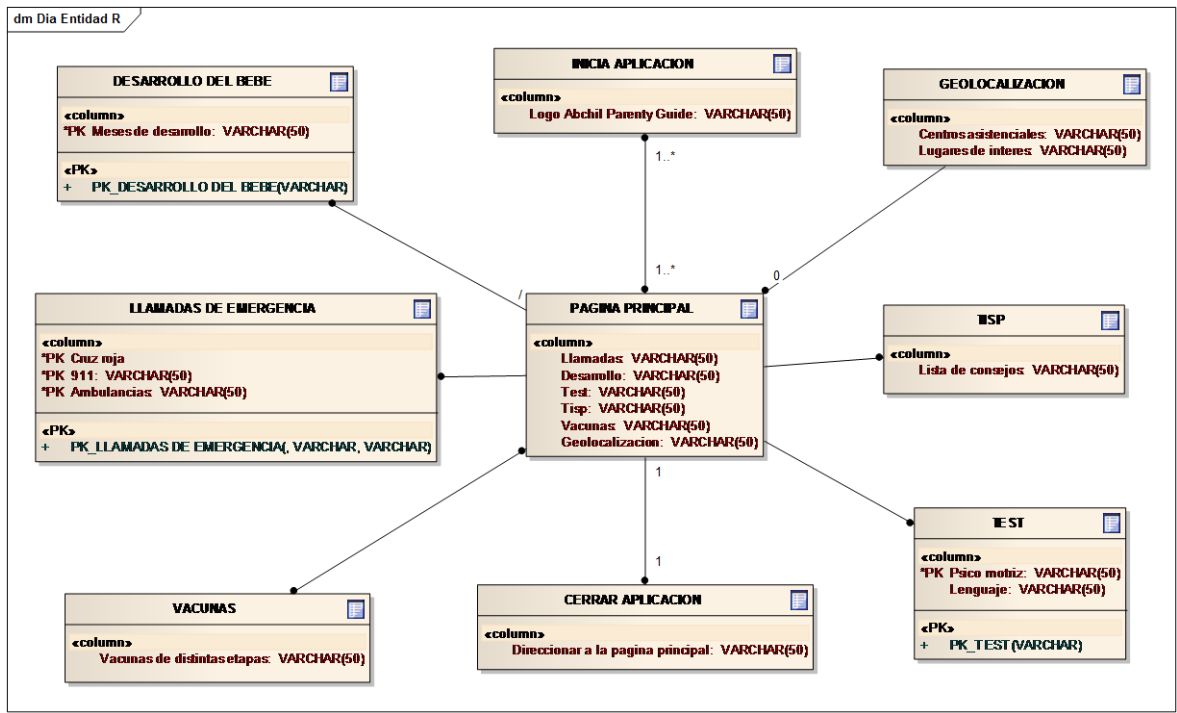 dm Dia Entidad R
DESARROLLO DEL BEBE
«column»
*PK Meses de desarrollo: VARCHAR(50)
«PK»
+ PK_DESARROLLO DEL BEBE(VARCHAR)
INICIA APLICACION
«column»
Logo Abchil Parenty Guide: VARCHAR(50)
GEOLOCALIZACION
«column»
Centros asistenciales: VARCHAR(50)
Lugares de interes: VARCHAR(50)
1..*
1..*
0
/
LLAMADAS DE EMERGENCIA
«column»
*PK Cruz roja
*PK 911: VARCHAR(50)
*PK Ambulancias: VARCHAR(50)
«PK»
+ PK_LLAMADAS DE EMERGENCIA(, VARCHAR, VARCHAR)
PAGINA PRINCIPAL
«column»
Llamadas: VARCHAR(50)
Desarrollo: VARCHAR(50)
Test: VARCHAR(50)
Tisp: VARCHAR(50)
Vacunas: VARCHAR(50)
Geolocalizacion: VARCHAR(50)
TISP
«column»
Lista de consejos: VARCHAR(50)
1
1
TEST
«column»
*PK Psico motriz: VARCHAR(50)
Lenguaje: VARCHAR(50)
«PK»
+ PK_TEST(VARCHAR)
VACUNAS
«column»
Vacunas de distintas etapas: VARCHAR(50)
CERRAR APLICACION
«column»
Direccionar a la pagina principal: VARCHAR(50)